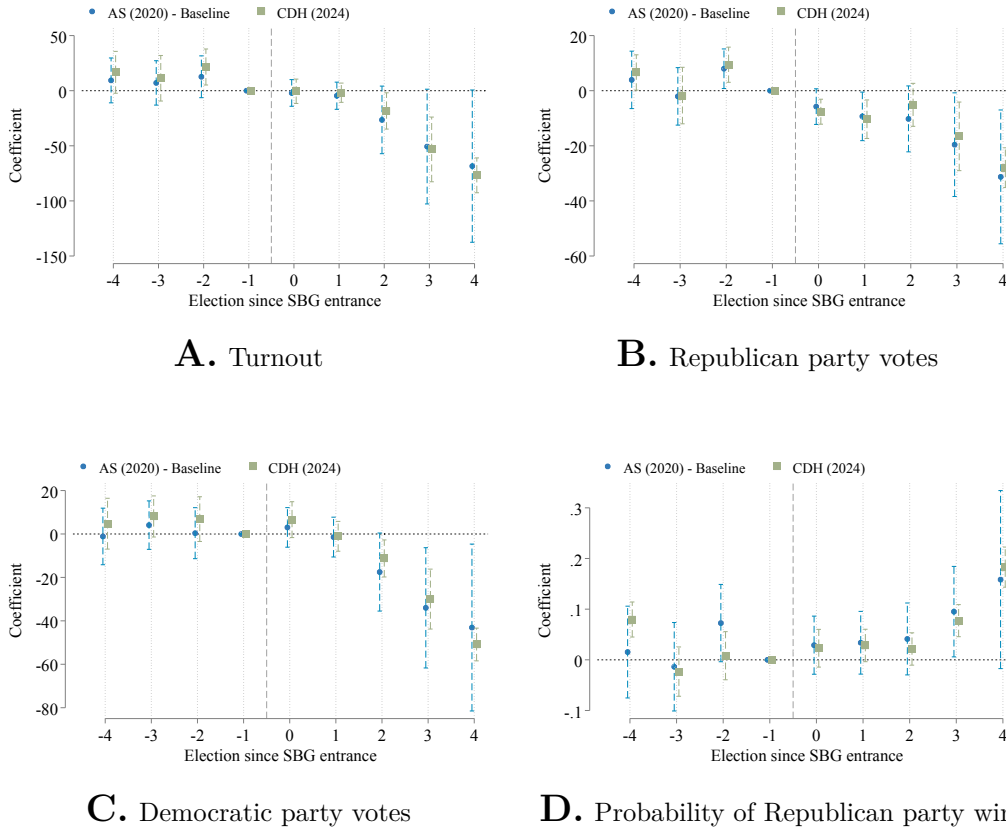 AS (2020) - Baseline CDH (2024)
50
0
-50
-100
-150
Coefficient
-4 -3 -2 -1 0 1 2 3 4
Election since SBG entrance
A. Turnout
AS (2020) - Baseline CDH (2024)
20
0
-20
-40
-60
Coefficient
-4 -3 -2 -1 0 1 2 3 4
Election since SBG entrance
B. Republican party votes
AS (2020) - Baseline CDH (2024)
20
0
-20
-40
-60
-80
Coefficient
-4 -3 -2 -1 0 1 2 3 4
Election since SBG entrance
C. Democratic party votes
AS (2020) - Baseline CDH (2024)
.3
.2
.1
0
-.1
Coefficient
-4 -3 -2 -1 0 1 2 3 4
Election since SBG entrance
D. Probability of Republican party win